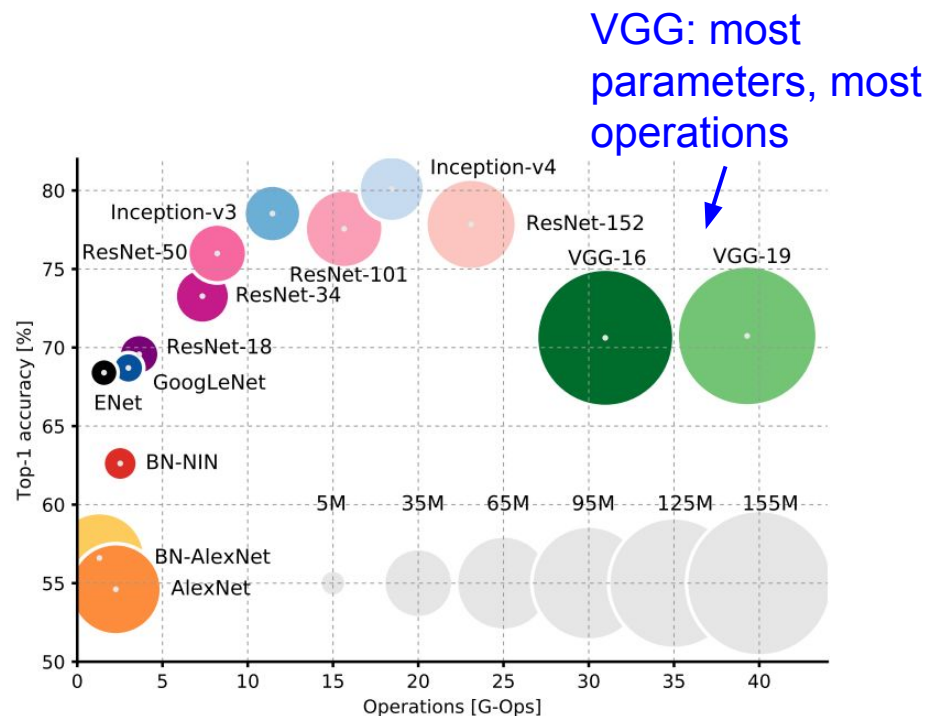 VGG: most
parameters, most
operations
Inception-v4
Inception-v3
ResNet-152
ResNet-50
VGG-16
VGG-19
ResNet-101
ResNet-34
ResNet-18
GoogLeNet
ENet
BN-NIN
5M 35M 65M 95M 125M 155M
BN-AlexNet
AlexNet
80
75
70
65
60
55
50
Top-1 accuracy [%]
0 5 10 15 20 25 30 35 40
Operations [G-Ops]